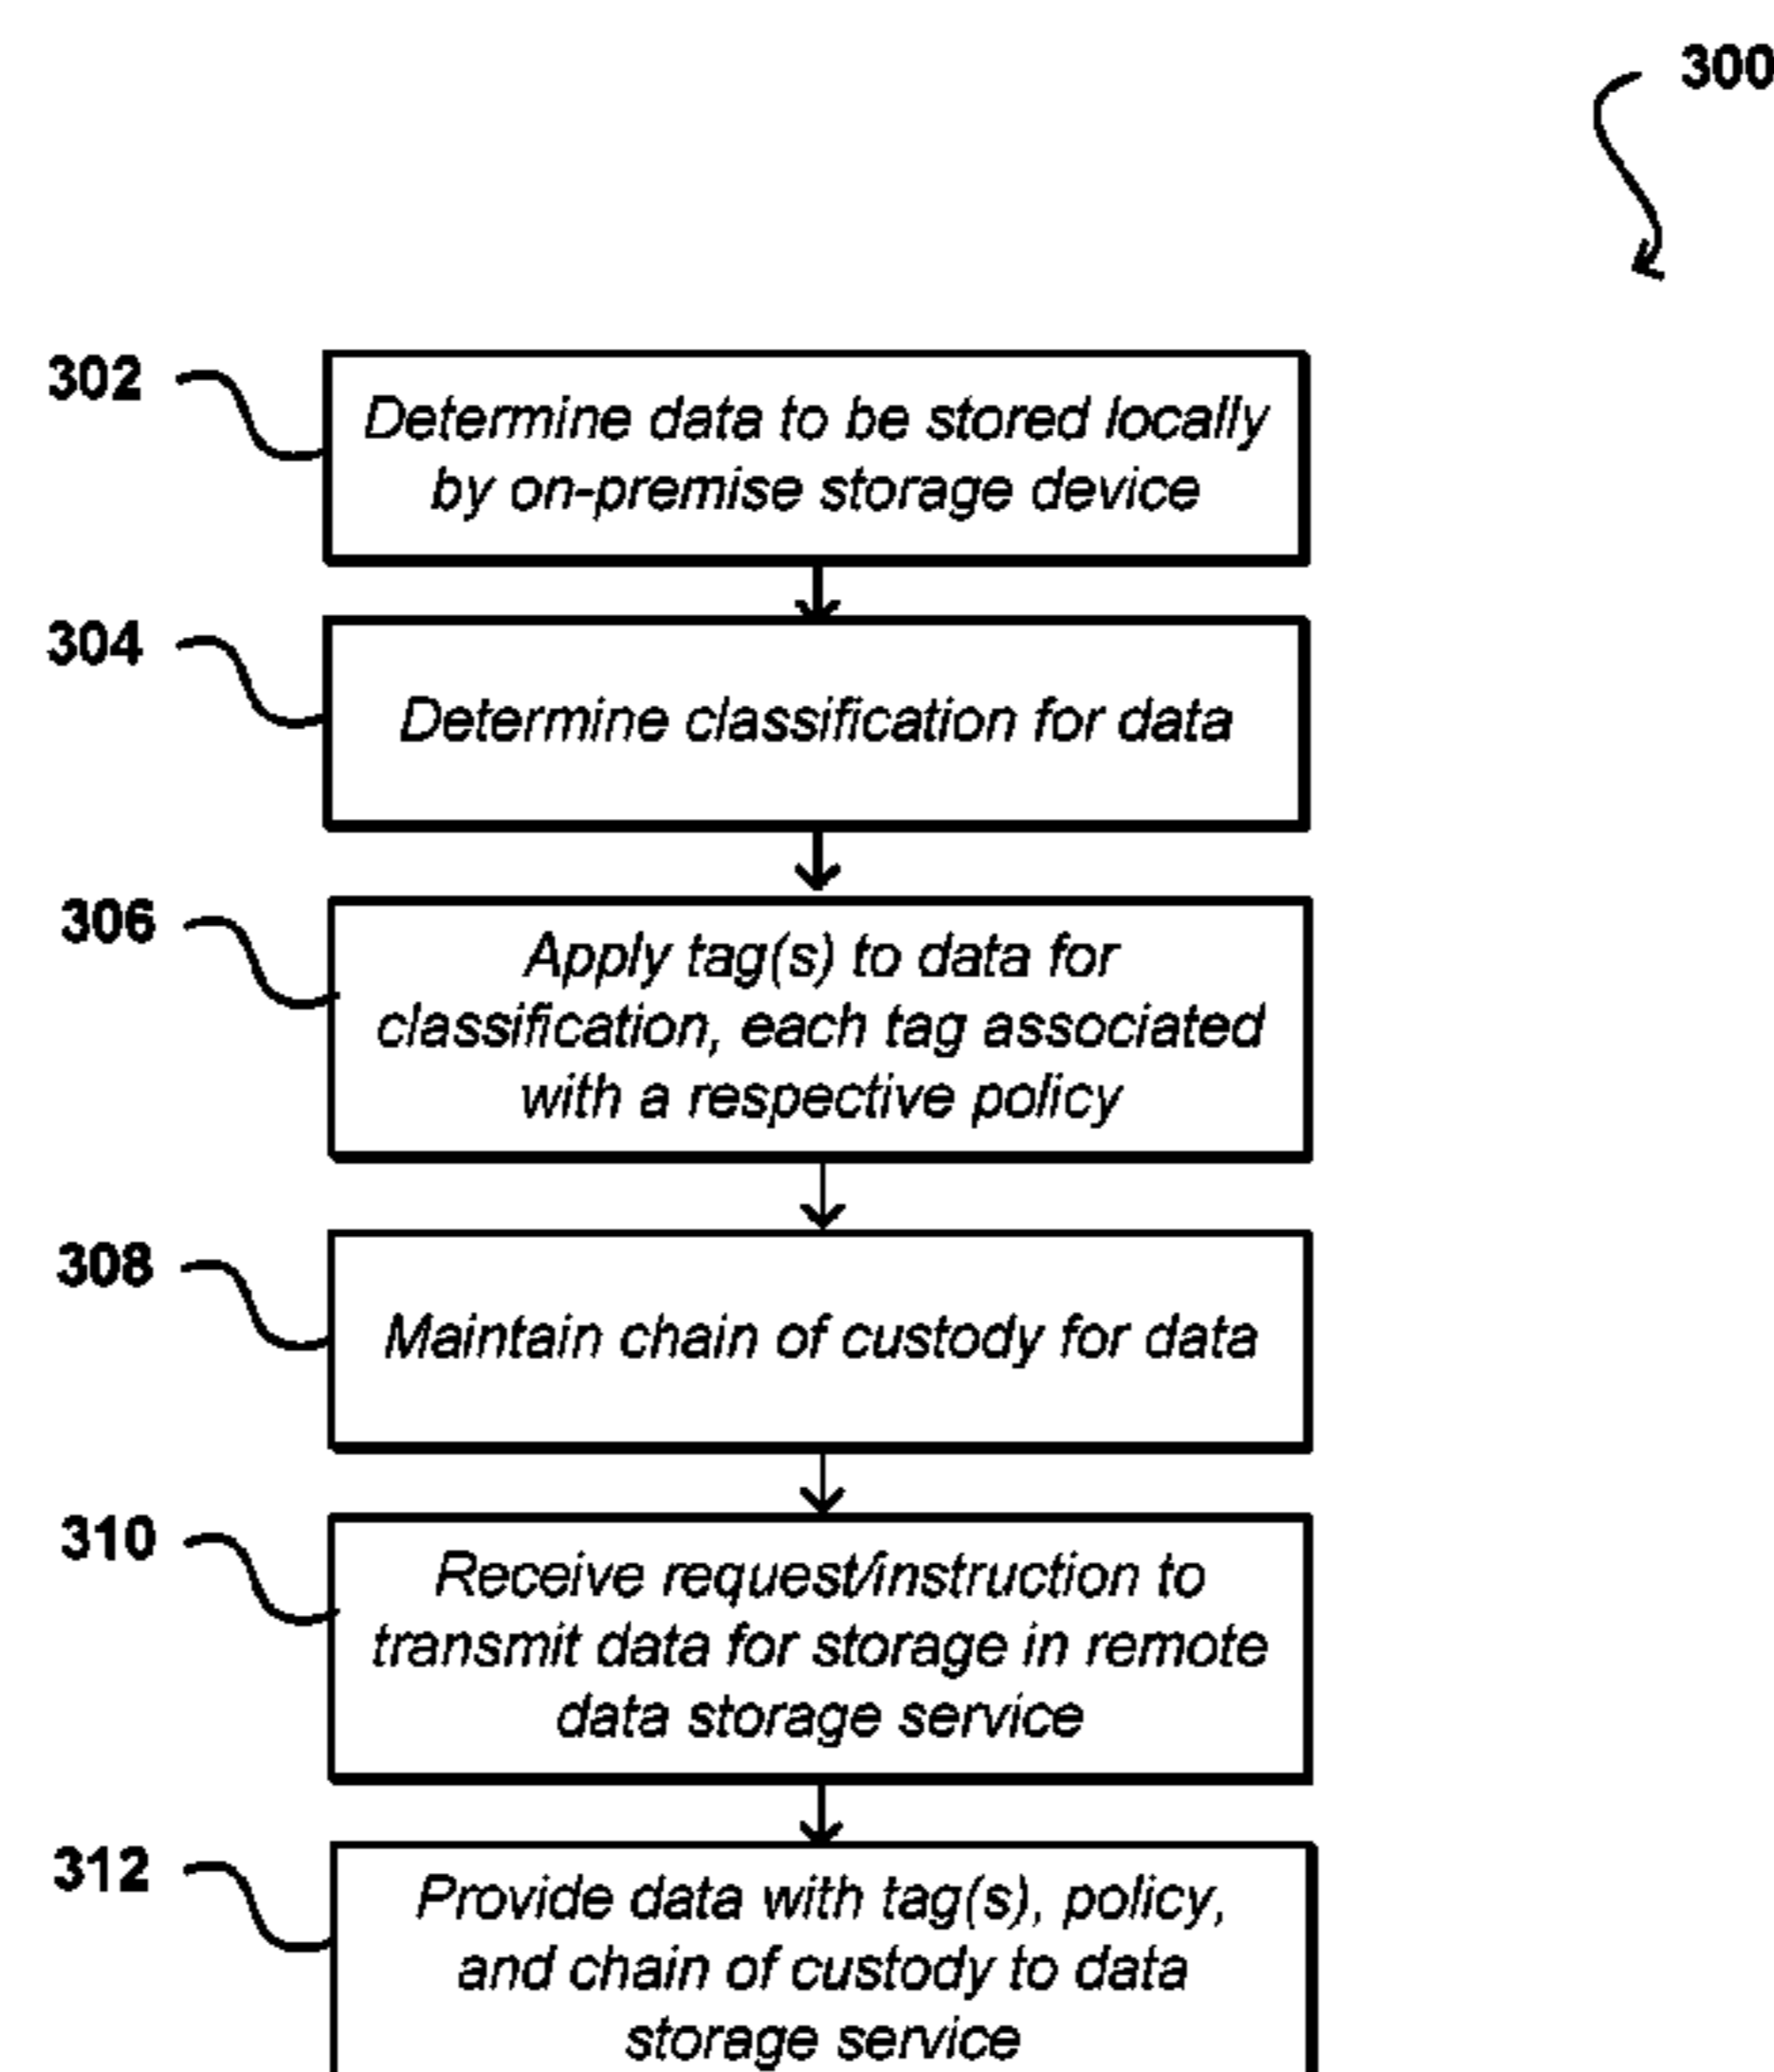 300
302
Determine data to be stored locally
by on-premise storage device
304
Determine classification for data
306
Apply tag(s) to data for
classification, each tag associated
with a respective policy
308
Maintain chain of custody for data
310
Receive request/instruction to
transmit data for storage in remote
data storage service
312
Provide data with tag(s), policy,
and chain of custody to data
storage service